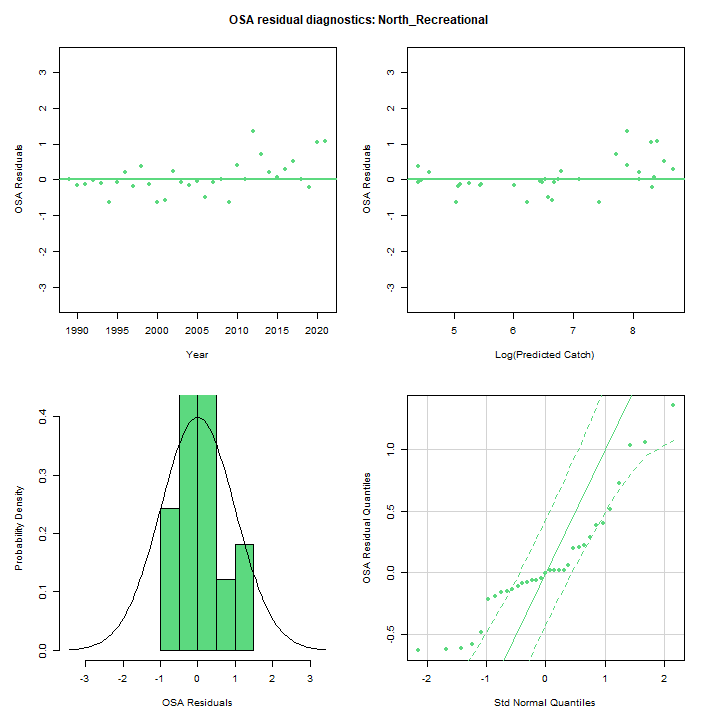 OSA residual diagnostics: North_Recreational
OSA Residuals
3
2
1
0
-1
-2
-3
1990 1995 2000 2005 2010 2015 2020
Year
OSA Residuals
3
2
1
0
-1
-2
-3
5 6 7 8
Log(Predicted Catch)
Probability Density
0.4
0.3
0.2
0.1
0.0
-3 -2 -1 0 1 2 3
OSA Residuals
OSA Residual Quantiles
1.0
0.5
0.0
-0.5
-2 -1 0 1 2
Std Normal Quantiles